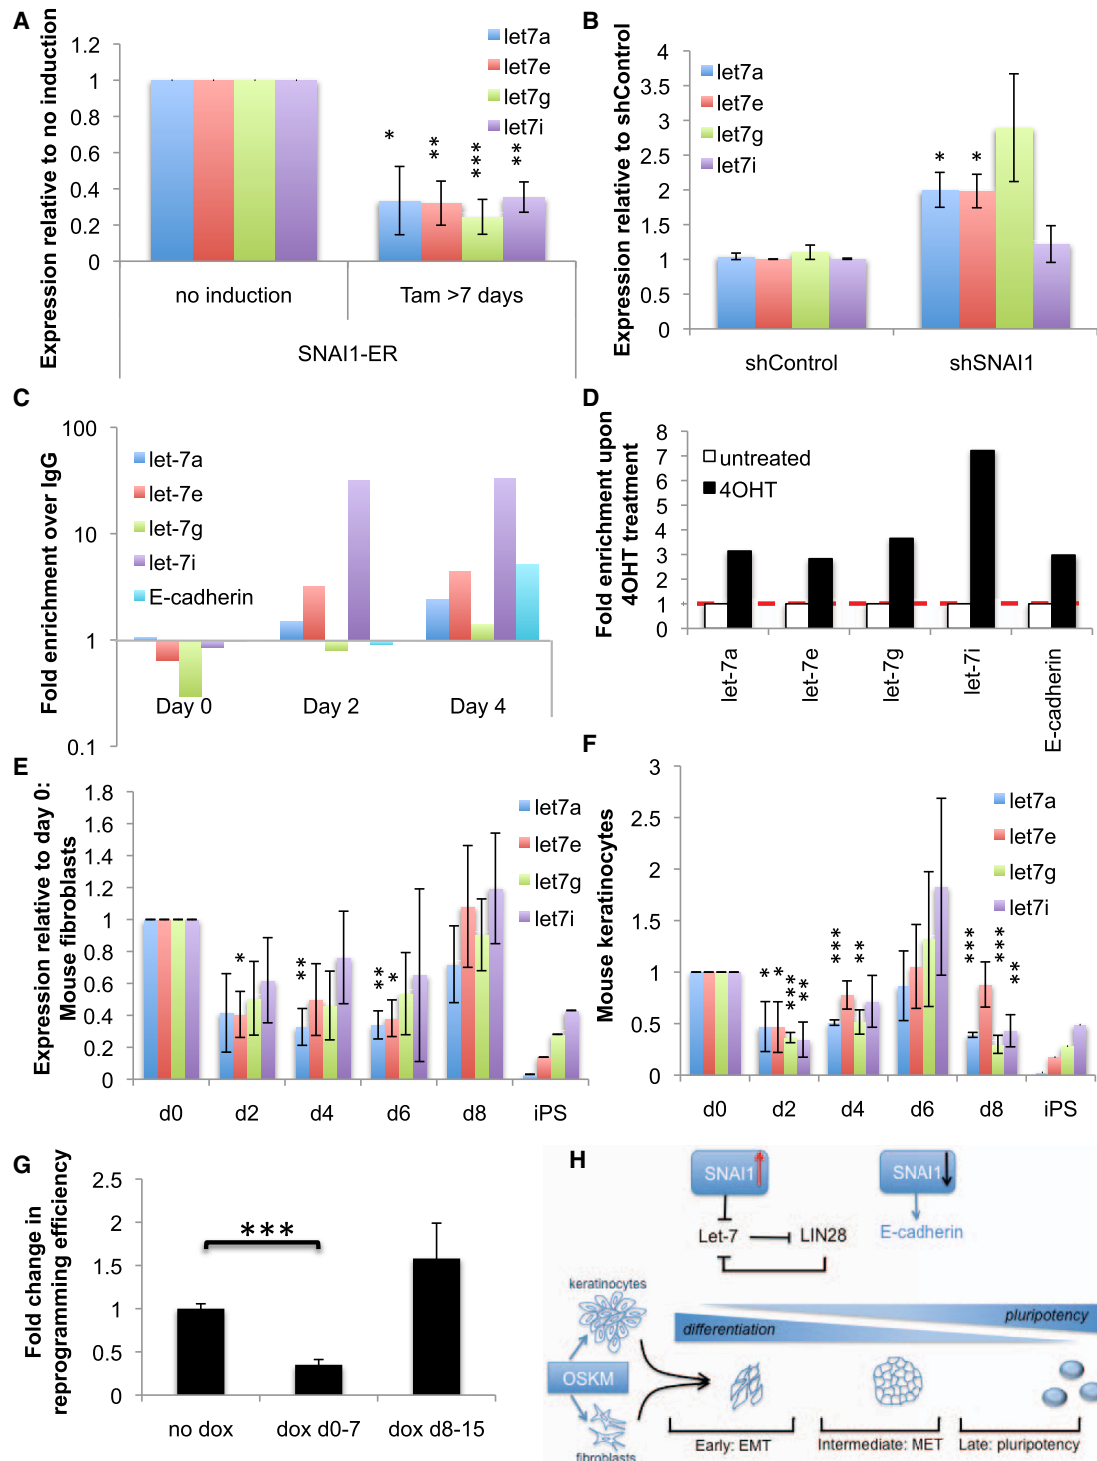 A
Expression relative to no induction
1.2
1
0.8
0.6
0.4
0.2
0
let7a
let7e
let7g
let7i
*
**
***
**
no induction
Tam >7 days
SNAI1-ER
B
Expression relative to shControl
4
3.5
3
2.5
2
1.5
1
0.5
0
let7a
let7e
let7g
let7i
*
*
shControl
shSNAI1
C
Fold enrichment over IgG
100
10
1
0.1
let-7a
let-7e
let-7g
let-7i
E-cadherin
Day 0
Day 2
Day 4
D
Fold enrichment upon
4OHT treatment
8
7
6
5
4
3
2
1
0
untreated
4OHT
let-7a
let-7e
let-7g
let-7i
E-cadherin
E
Expression relative to day 0:
Mouse fibroblasts
1.8
1.6
1.4
1.2
1
0.8
0.6
0.4
0.2
0
let7a
let7e
let7g
let7i
*
**
**
*
d0
d2
d4
d6
d8
iPS
F
Mouse keratinocytes
3
2.5
2
1.5
1
0.5
0
let7a
let7e
let7g
let7i
*
*
***
**
***
**
***
***
**
d0
d2
d4
d6
d8
iPS
G
Fold change in
reprogramming efficiency
2.5
2
1.5
1
0.5
0
***
no dox
dox d0-7
dox d8-15
H
SNAI1
SNAI1
Let-7
LIN28
E-cadherin
keratinocytes
pluripotency
differentiation
OSKM
fibroblasts
Early: EMT
Intermediate: MET
Late: pluripotency